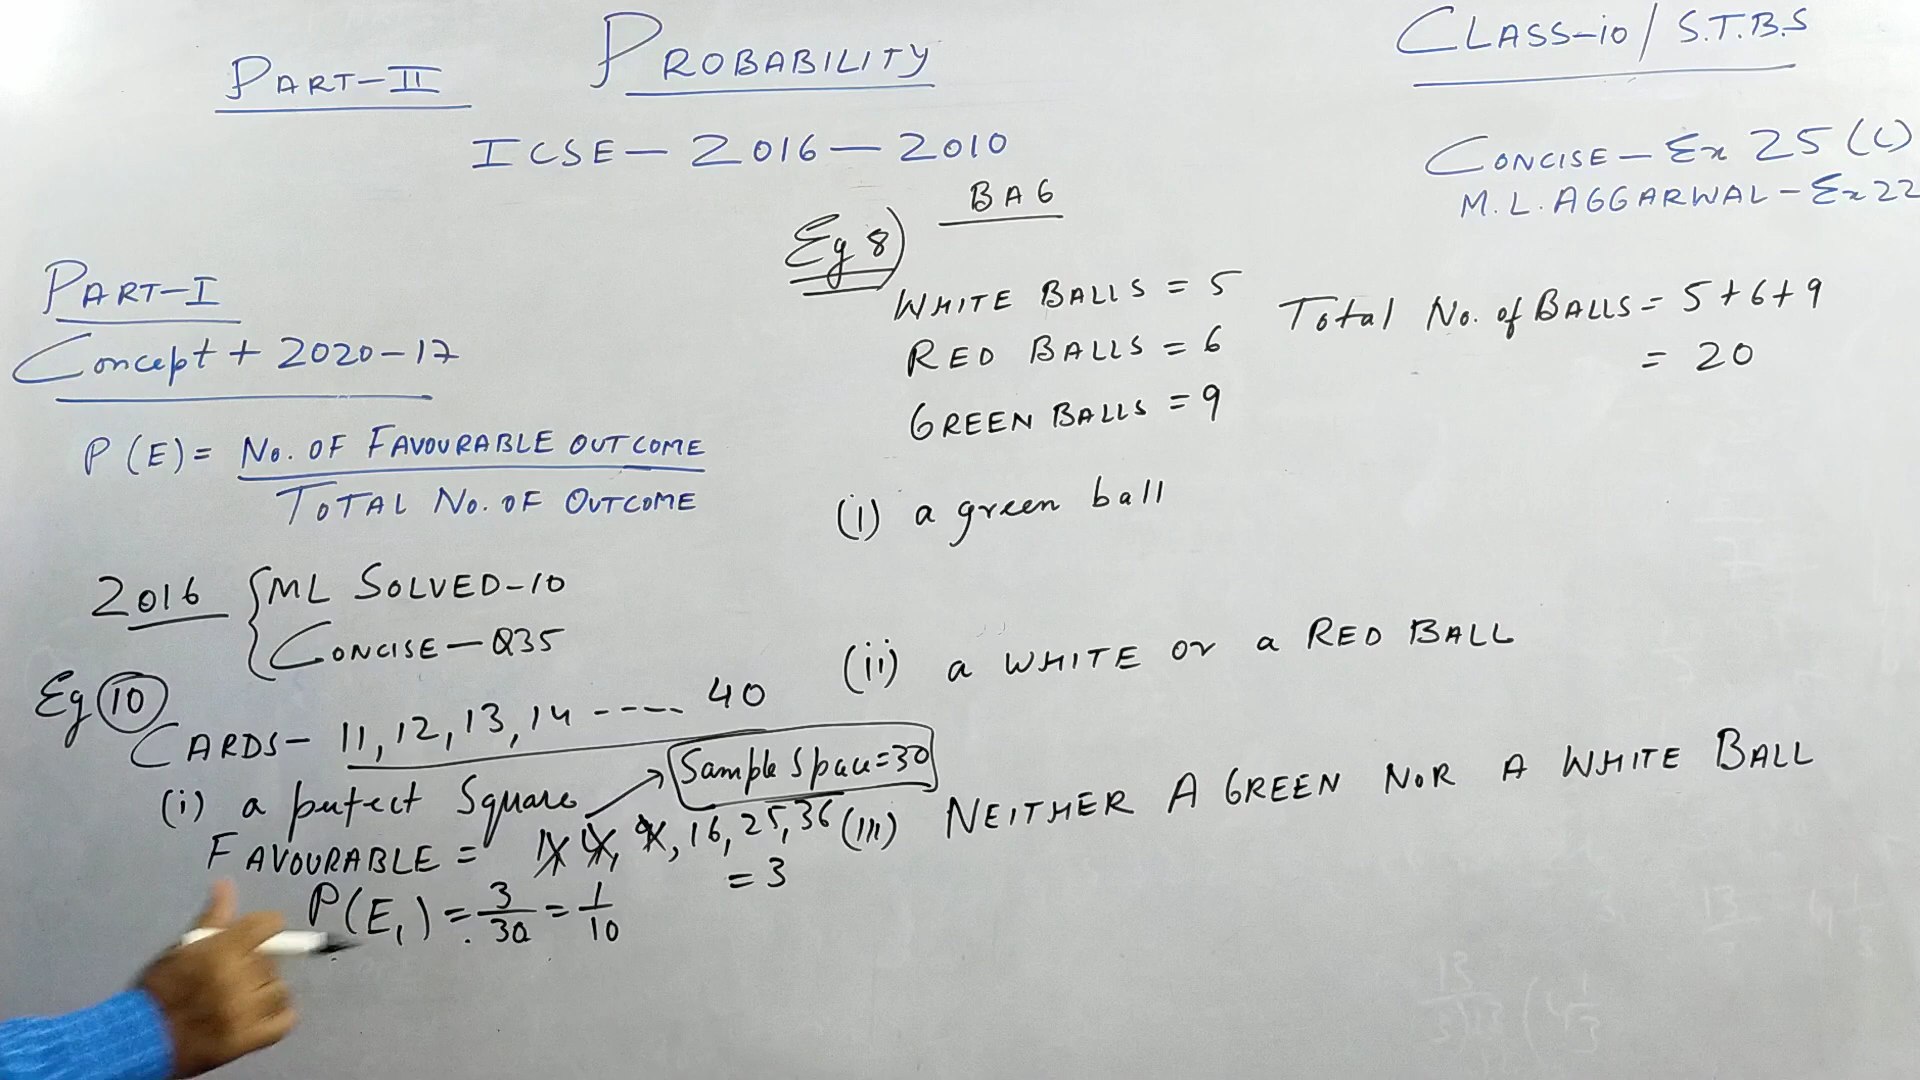 PART-II
PROBABILITY
CLASS-10/S.T.B.S
ICSE-2016-2010
CONCISE-Ex 25(C)
M.L.AGGARWAL-Ex22
PART-I
Concept + 2020-17
P(E)= No. OF FAVOURABLE OUTCOME
TOTAL No. OF OUTCOME
2016 { ML SOLVED-10
CONCISE-Q35
Eg 10
CARDS- 11, 12, 13, 14 ----- 40
(i) a perfect Square
Sample Space=30
FAVOURABLE = 1, 4, 9, 16, 25, 36
= 3
P(E1) = 3/30 = 1/10
Eg 8)
BAG
WHITE BALLS = 5
RED BALLS = 6
GREEN BALLS = 9
Total No. of BALLS = 5+6+9
= 20
(i) a green ball
(ii) a WHITE or a RED BALL
(iii) NEITHER A GREEN NOR A WHITE BALL